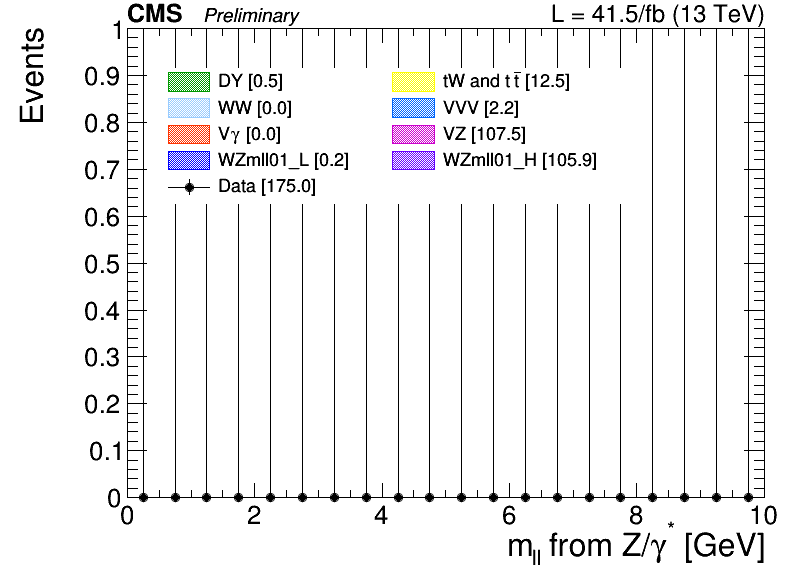 CMS Preliminary L = 41.5/fb (13 TeV)
Events
1
0.9
0.8
0.7
0.6
0.5
0.4
0.3
0.2
0.1
0
DY [0.5] tW and tt̄ [12.5]
WW [0.0] VVV [2.2]
Vγ [0.0] VZ [107.5]
WZmll01_L [0.2] WZmll01_H [105.9]
Data [175.0]
0 2 4 6 8 10
m_ll from Z/γ* [GeV]